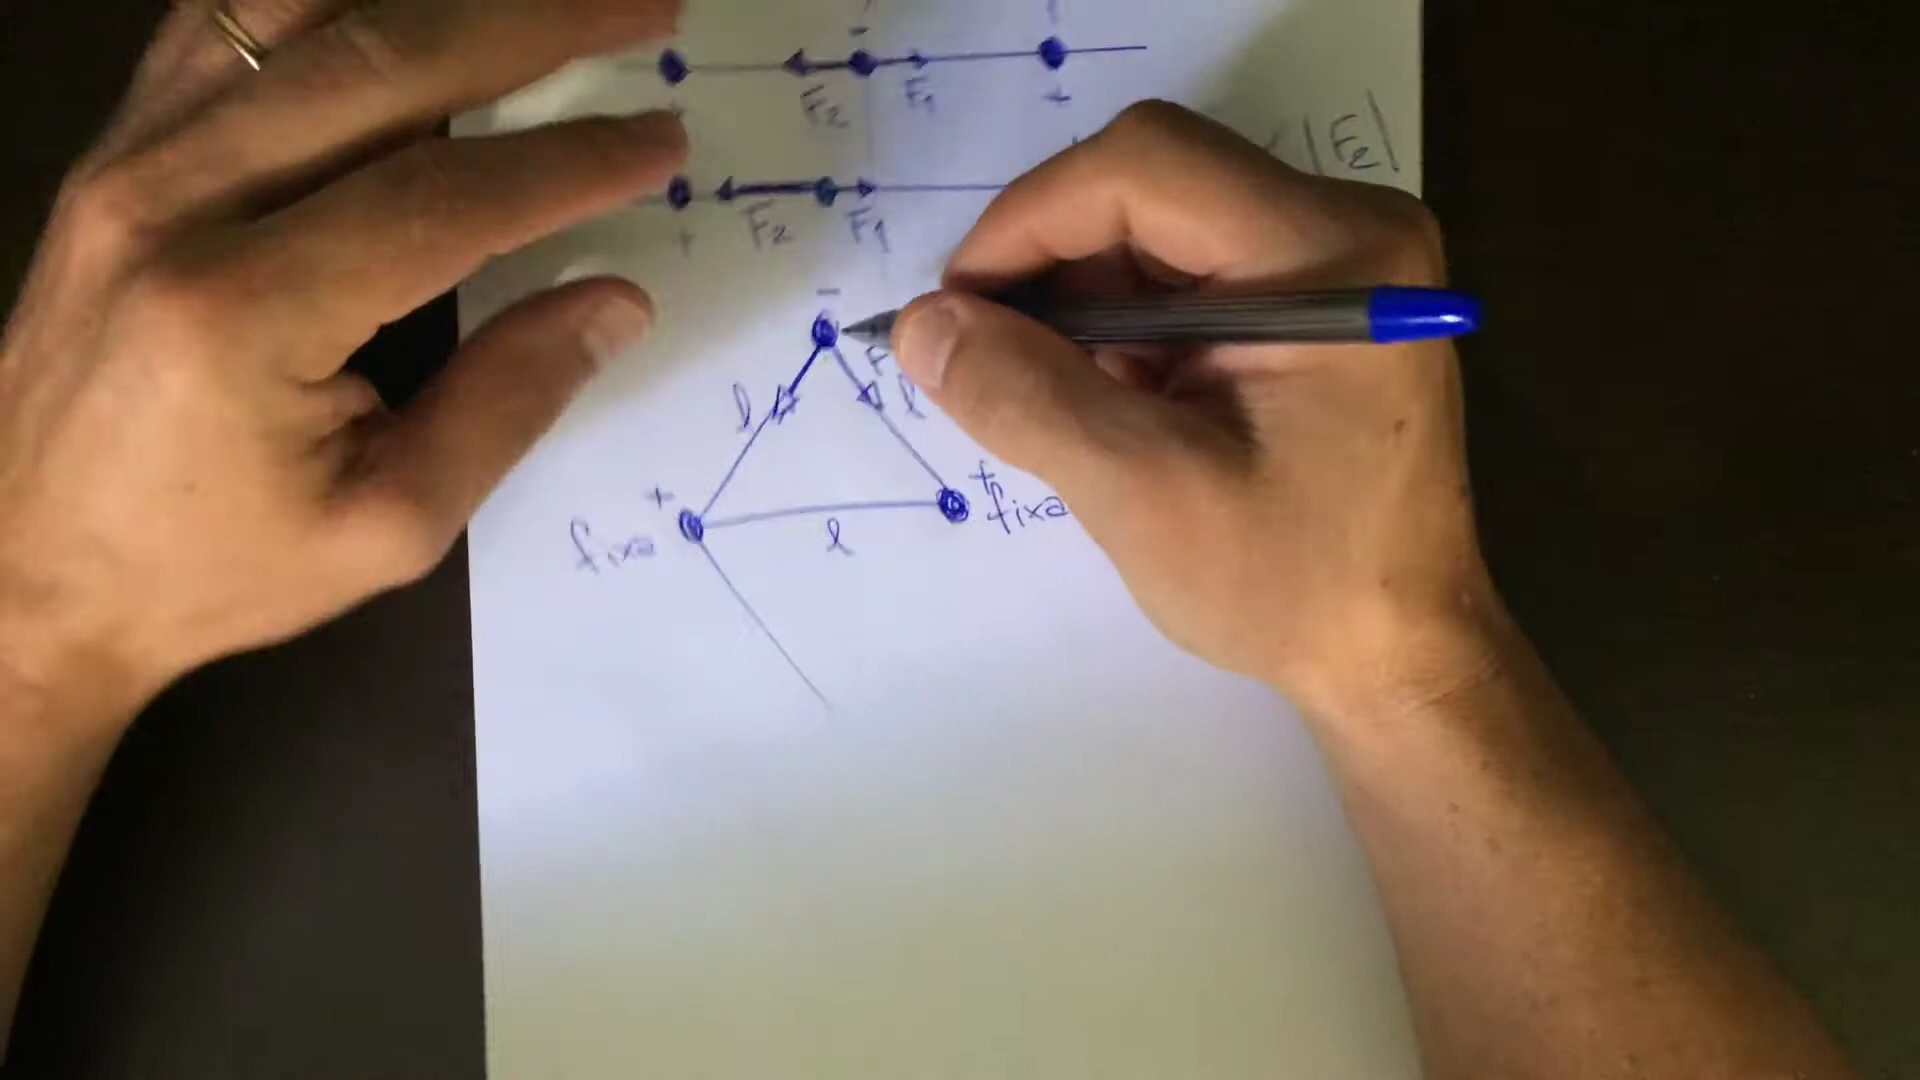 -
F2 F1 +
|F2|
F2 F1
+
-
F
l l
+ +
fixa fixa
l